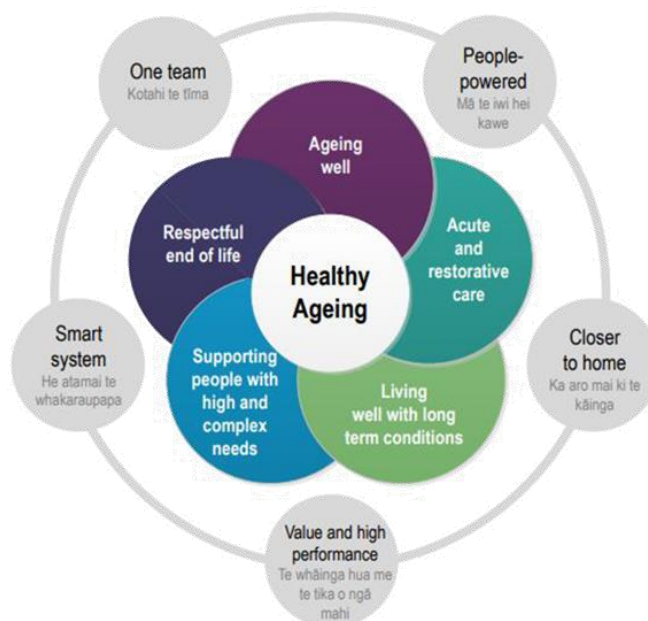 One team
Kotahi te tīma
People-
powered
Mā te iwi hei
kawe
Ageing
well
Respectful
end of life
Acute
and
restorative
care
Healthy
Ageing
Smart
system
He atamai te
whakaraupapa
Supporting
people with
high and
complex
needs
Living
well with long
term conditions
Closer
to home
Ka aro mai ki te
kāinga
Value and high
performance
Te whāinga hua me
te tika o ngā
mahi